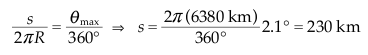 s/2πR = θmax/360° ⇒ s = 2π(6380 km)/360° 2.1° = 230 km